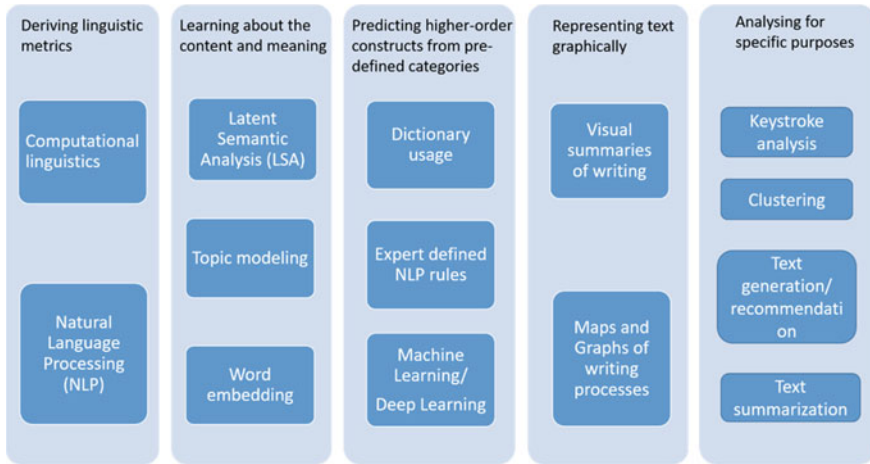 Deriving linguistic
metrics
Computational
linguistics
Natural
Language
Processing
(NLP)
Learning about the
content and meaning
Latent
Semantic
Analysis (LSA)
Topic modeling
Word
embedding
Predicting higher-order
constructs from pre-
defined categories
Dictionary
usage
Expert defined
NLP rules
Machine
Learning/
Deep Learning
Representing text
graphically
Visual
summaries
of writing
Maps and
Graphs of
writing
processes
Analysing for
specific purposes
Keystroke
analysis
Clustering
Text
generation/
recommendati
on
Text
summarization